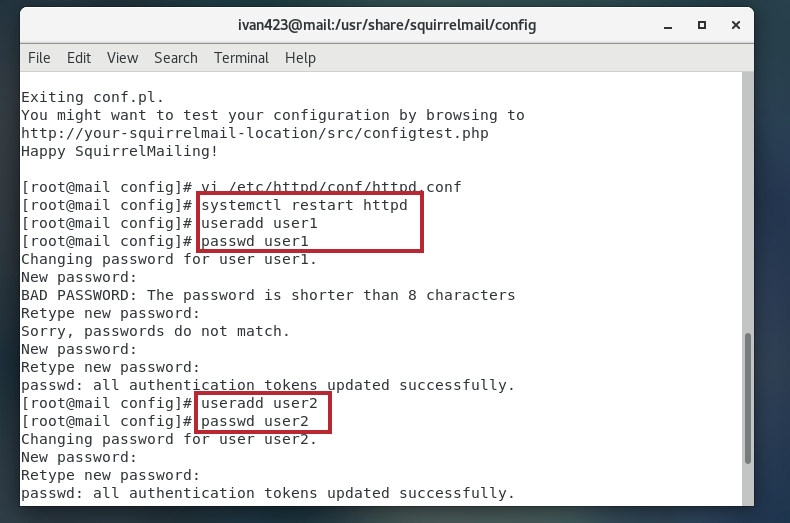 ivan423@mail:/usr/share/squirrelmail/config
File Edit View Search Terminal Help
Exiting conf.pl.
You might want to test your configuration by browsing to
http://your-squirrelmail-location/src/configtest.php
Happy SquirrelMailing!
[root@mail config]# vi /etc/httpd/conf/httpd.conf
[root@mail config]# systemctl restart httpd
[root@mail config]# useradd user1
[root@mail config]# passwd user1
Changing password for user user1.
New password:
BAD PASSWORD: The password is shorter than 8 characters
Retype new password:
Sorry, passwords do not match.
New password:
Retype new password:
passwd: all authentication tokens updated successfully.
[root@mail config]# useradd user2
[root@mail config]# passwd user2
Changing password for user user2.
New password:
Retype new password:
passwd: all authentication tokens updated successfully.